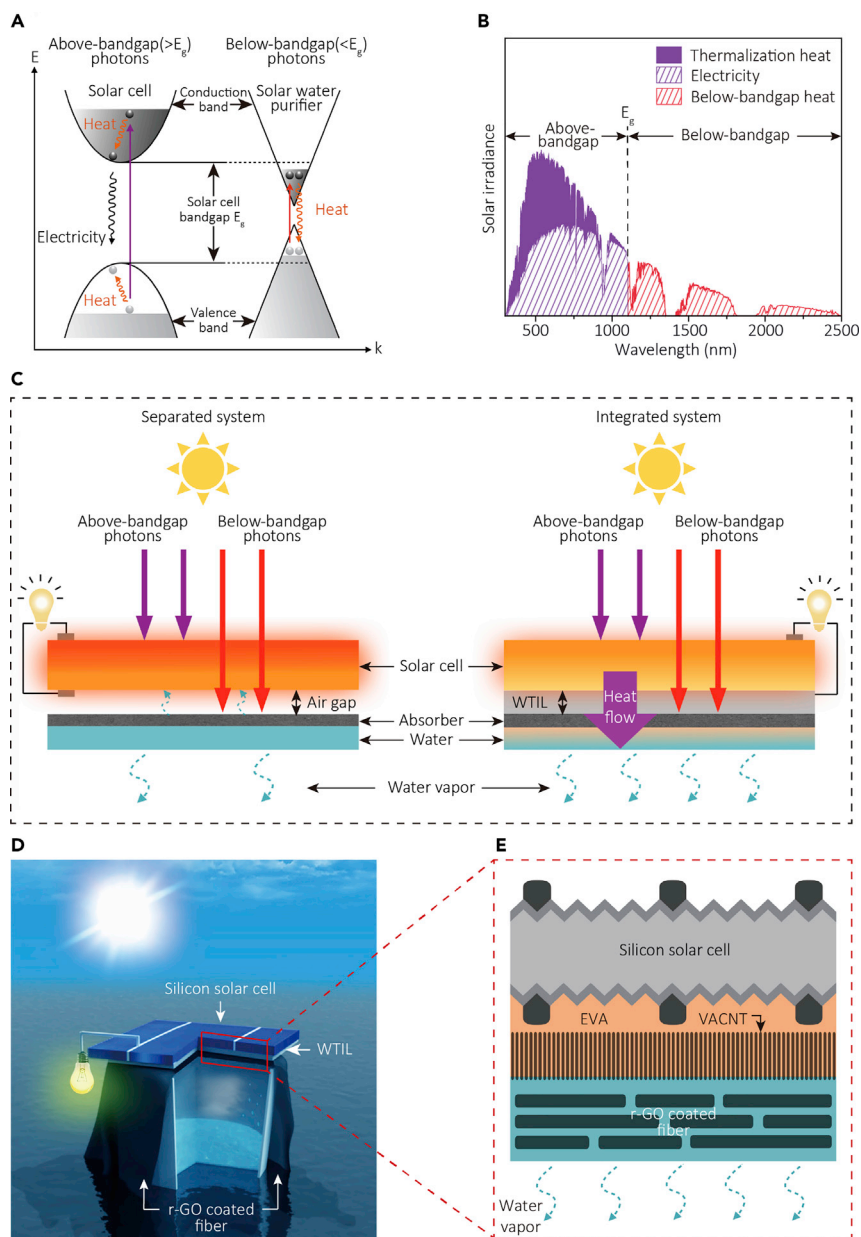 A
Above-bandgap(>Eg)
photons
Below-bandgap(<Eg)
photons
E
Solar cell
Conduction
band
Solar water
purifier
Heat
Solar cell
bandgap Eg
Heat
Electricity
Heat
Valence
band
k
B
Thermalization heat
Electricity
Below-bandgap heat
Eg
Above-
bandgap
Below-bandgap
Solar irradiance
500
1000
1500
2000
2500
Wavelength (nm)
C
Separated system
Integrated system
Above-bandgap
photons
Below-bandgap
photons
Above-bandgap
photons
Below-bandgap
photons
Solar cell
Air gap
WTIL
Heat
flow
Absorber
Water
Water vapor
D
Silicon solar cell
WTIL
r-GO coated
fiber
E
Silicon solar cell
EVA
VACNT
r-GO coated
fiber
Water
vapor